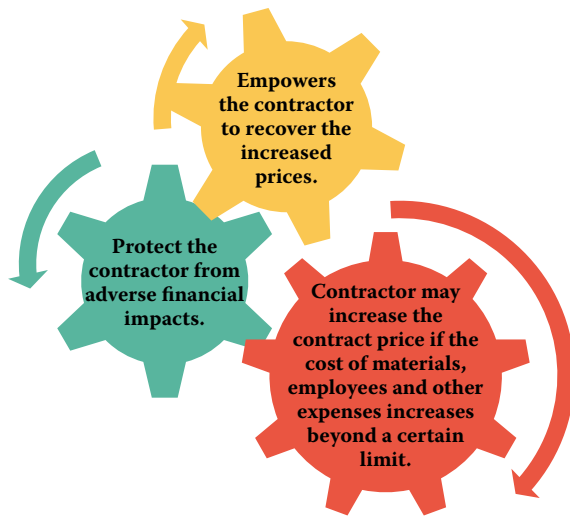 Empowers
the contractor
to recover the
increased
prices.
Protect the
contractor from
adverse financial
impacts.
Contractor may
increase the
contract price if the
cost of materials,
employees and other
expenses increases
beyond a certain
limit.